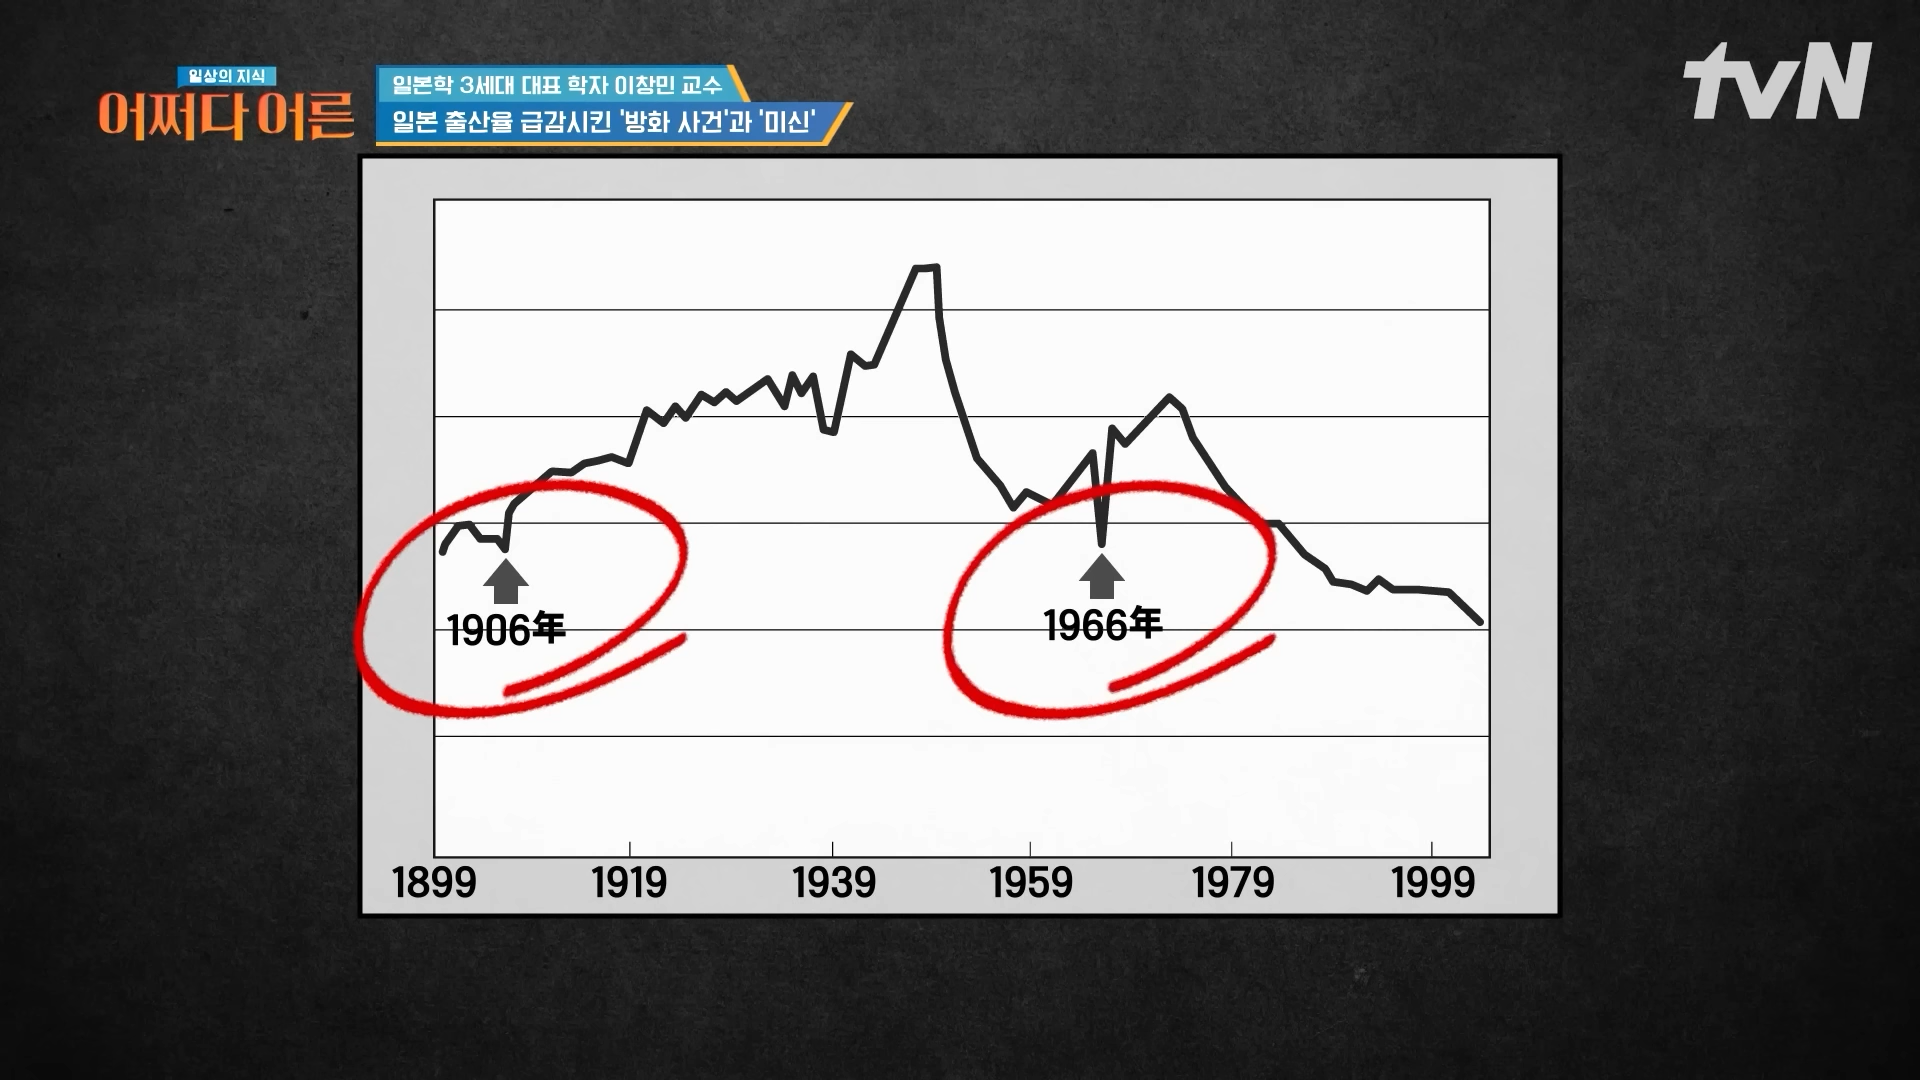 일상의 지식
어쩌다 어른
일본학 3세대 대표 학자 이창민 교수
일본 출산율 급감시킨 '방화 사건'과 '미신'
tvN
1906年
1966年
1899 1919 1939 1959 1979 1999